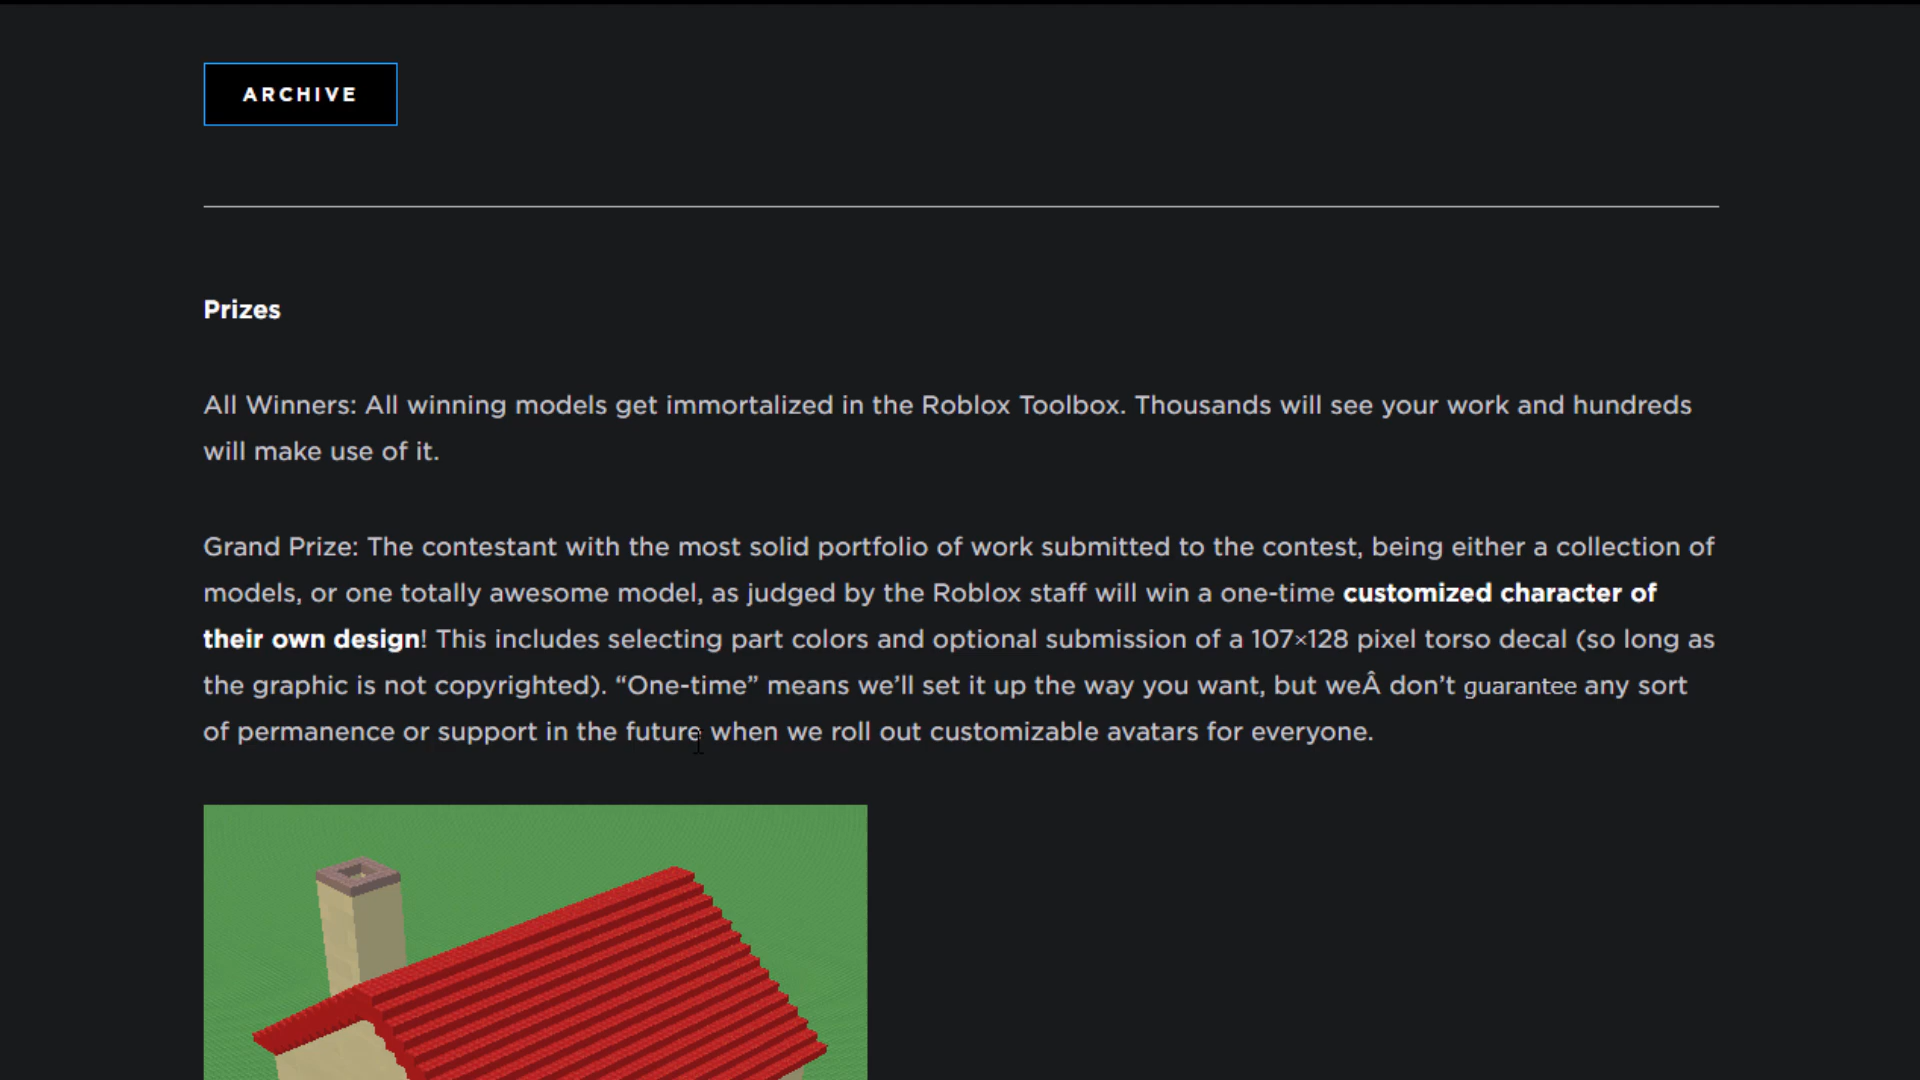 ARCHIVE
Prizes
All Winners: All winning models get immortalized in the Roblox Toolbox. Thousands will see your work and hundreds
will make use of it.
Grand Prize: The contestant with the most solid portfolio of work submitted to the contest, being either a collection of
models, or one totally awesome model, as judged by the Roblox staff will win a one-time customized character of
their own design! This includes selecting part colors and optional submission of a 107×128 pixel torso decal (so long as
the graphic is not copyrighted). “One-time” means we’ll set it up the way you want, but weÂ don’t guarantee any sort
of permanence or support in the future when we roll out customizable avatars for everyone.